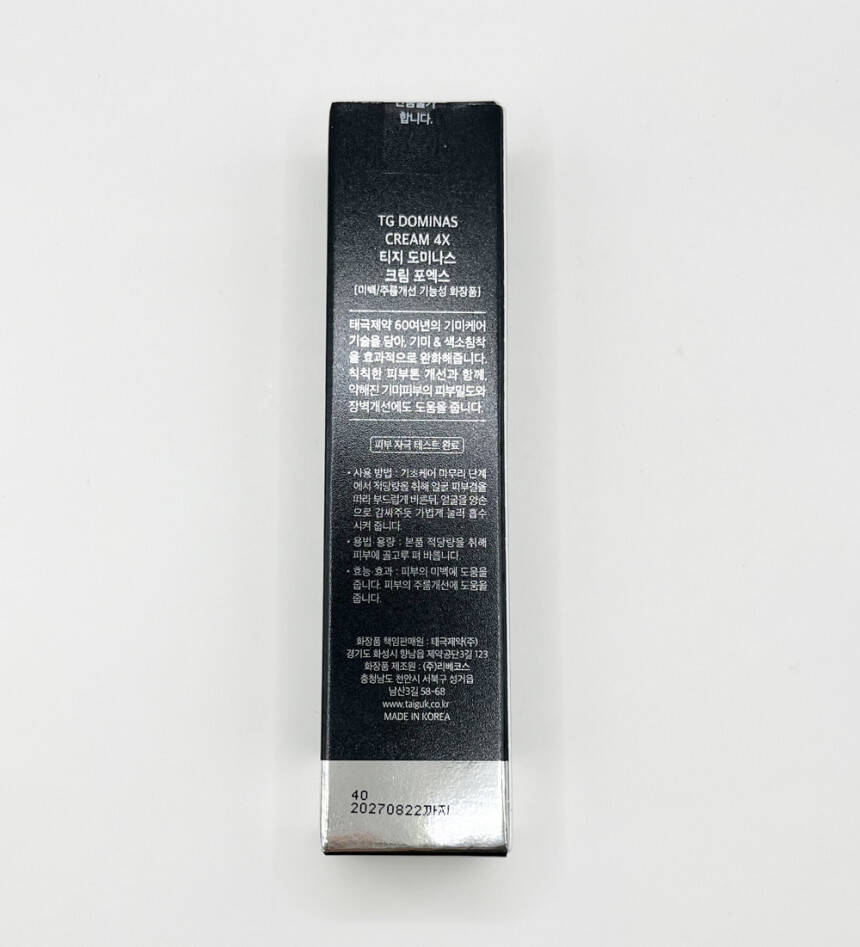 합니다.
TG DOMINAS
CREAM 4X
티지 도미나스
크림 포엑스
[미백/주름개선 기능성 화장품]
태극제약 60여년의 기미케어
기술을 담아, 기미 & 색소침착
을 효과적으로 완화해줍니다.
칙칙한 피부톤 개선과 함께,
약해진 기미피부의 피부밀도와
장벽개선에도 도움을 줍니다.
피부 자극 테스트 완료
• 사용 방법 : 기초케어 마무리 단계
에서 적당량을 취해 얼굴 피부결을
따라 부드럽게 바른뒤, 얼굴을 양손
으로 감싸주듯 가볍게 눌러 흡수
시켜 줍니다.
• 용법·용량 : 본품 적당량을 취해
피부에 골고루 펴 바릅니다.
• 효능·효과 : 피부의 미백에 도움을
줍니다. 피부의 주름개선에 도움을
줍니다.
화장품 책임판매원 : 태극제약(주)
경기도 화성시 향남읍 제약공단3길 123
화장품 제조원 : (주)리베코스
충청남도 천안시 서북구 성거읍
남산3길 58-68
www.taiguk.co.kr
MADE IN KOREA
40
20270822까지